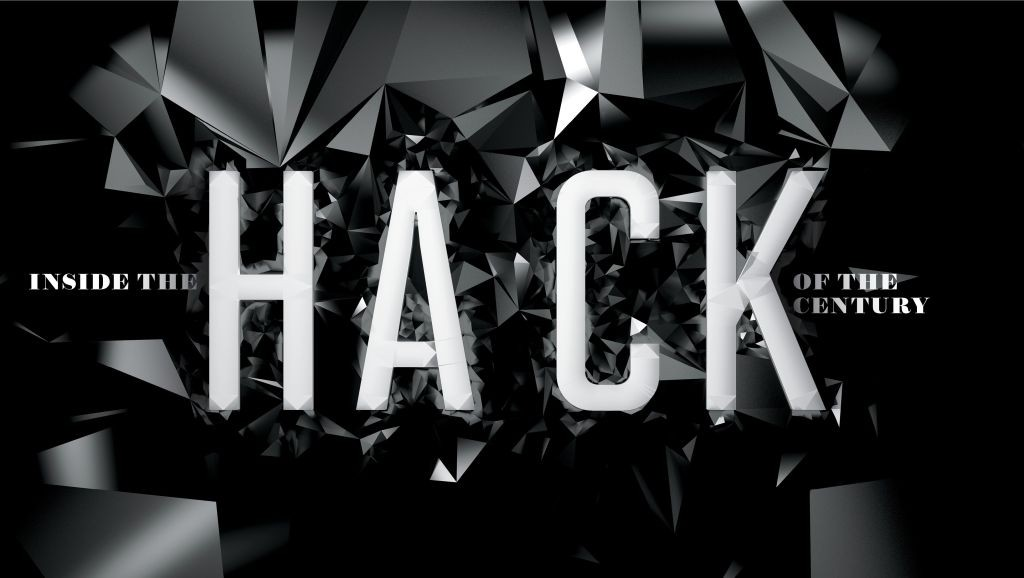 INSIDE THE
HACK
OF THE
CENTURY